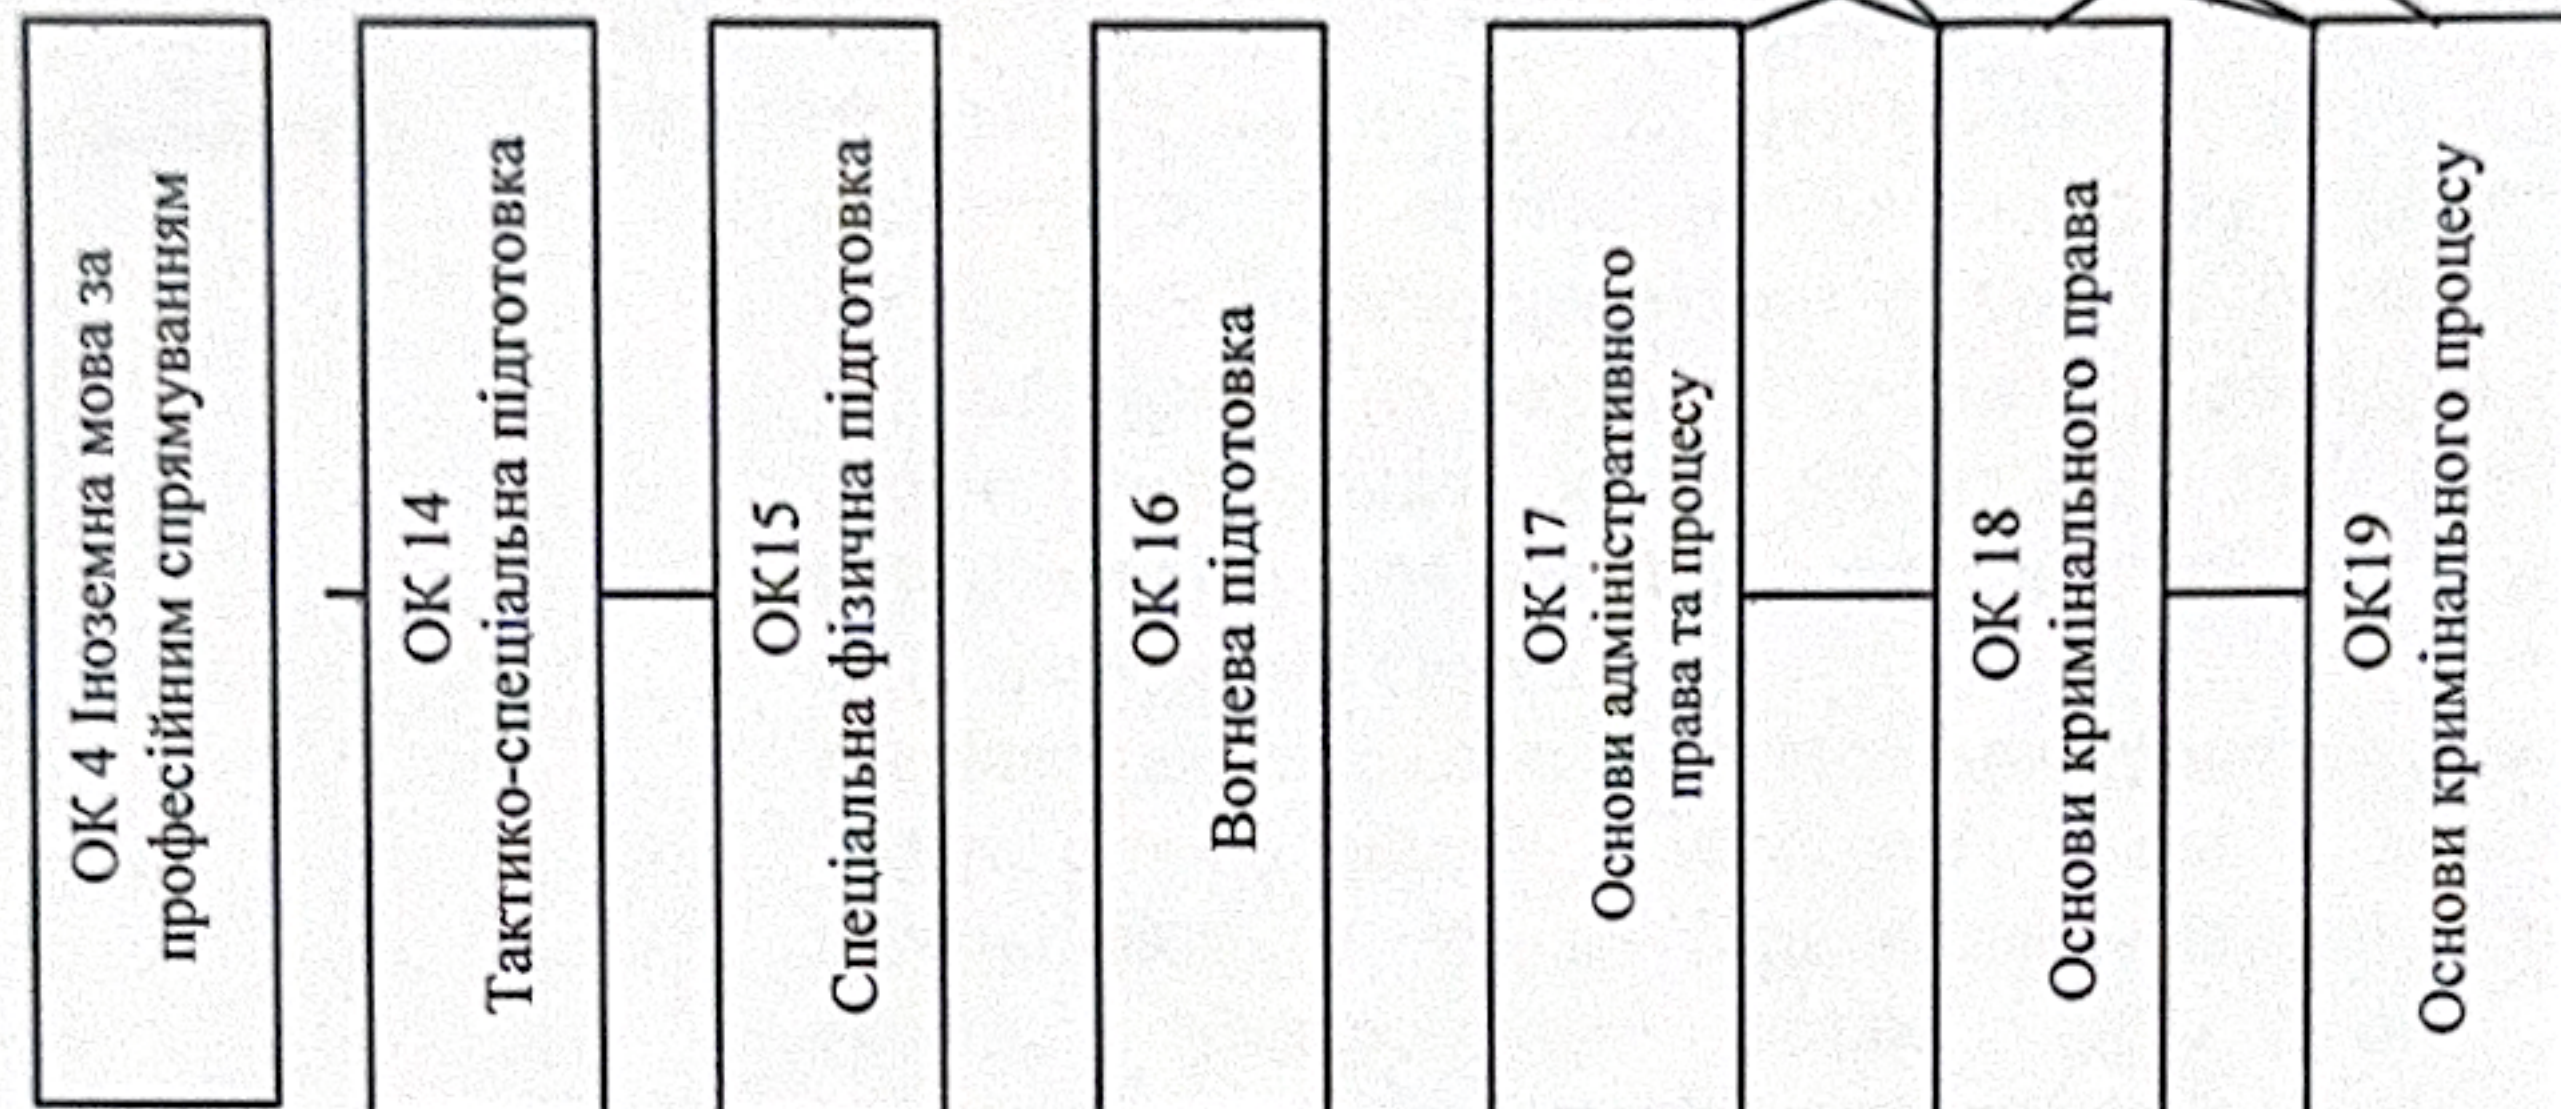 ОК 4 Іноземна мова за
професійним спрямуванням
ОК 14
Тактико-спеціальна підготовка
ОК15
Спеціальна фізична підготовка
ОК 16
Вогнева підготовка
ОК 17
Основи адміністративного
права та процесу
ОК 18
Основи кримінального права
ОК19
Основи кримінального процесу